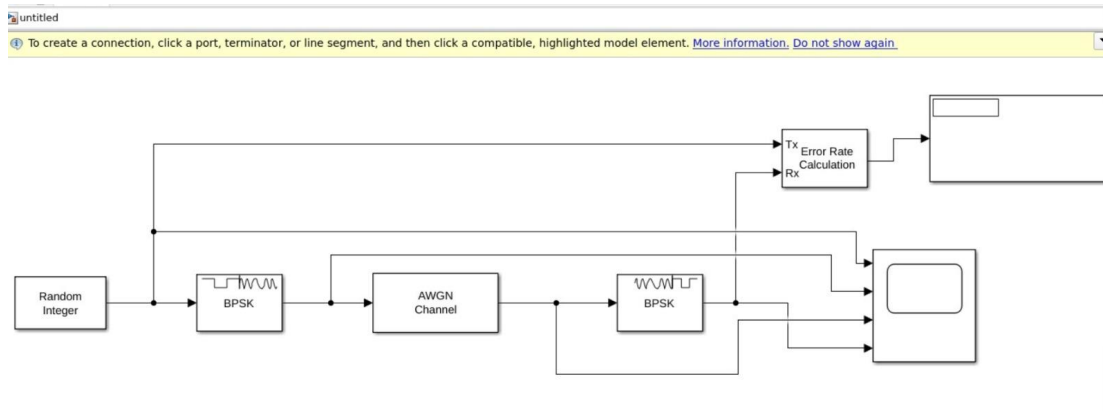 untitled
To create a connection, click a port, terminator, or line segment, and then click a compatible, highlighted model element. More information. Do not show again
Tx
Error Rate
Calculation
Rx
Random
Integer
BPSK
AWGN
Channel
BPSK